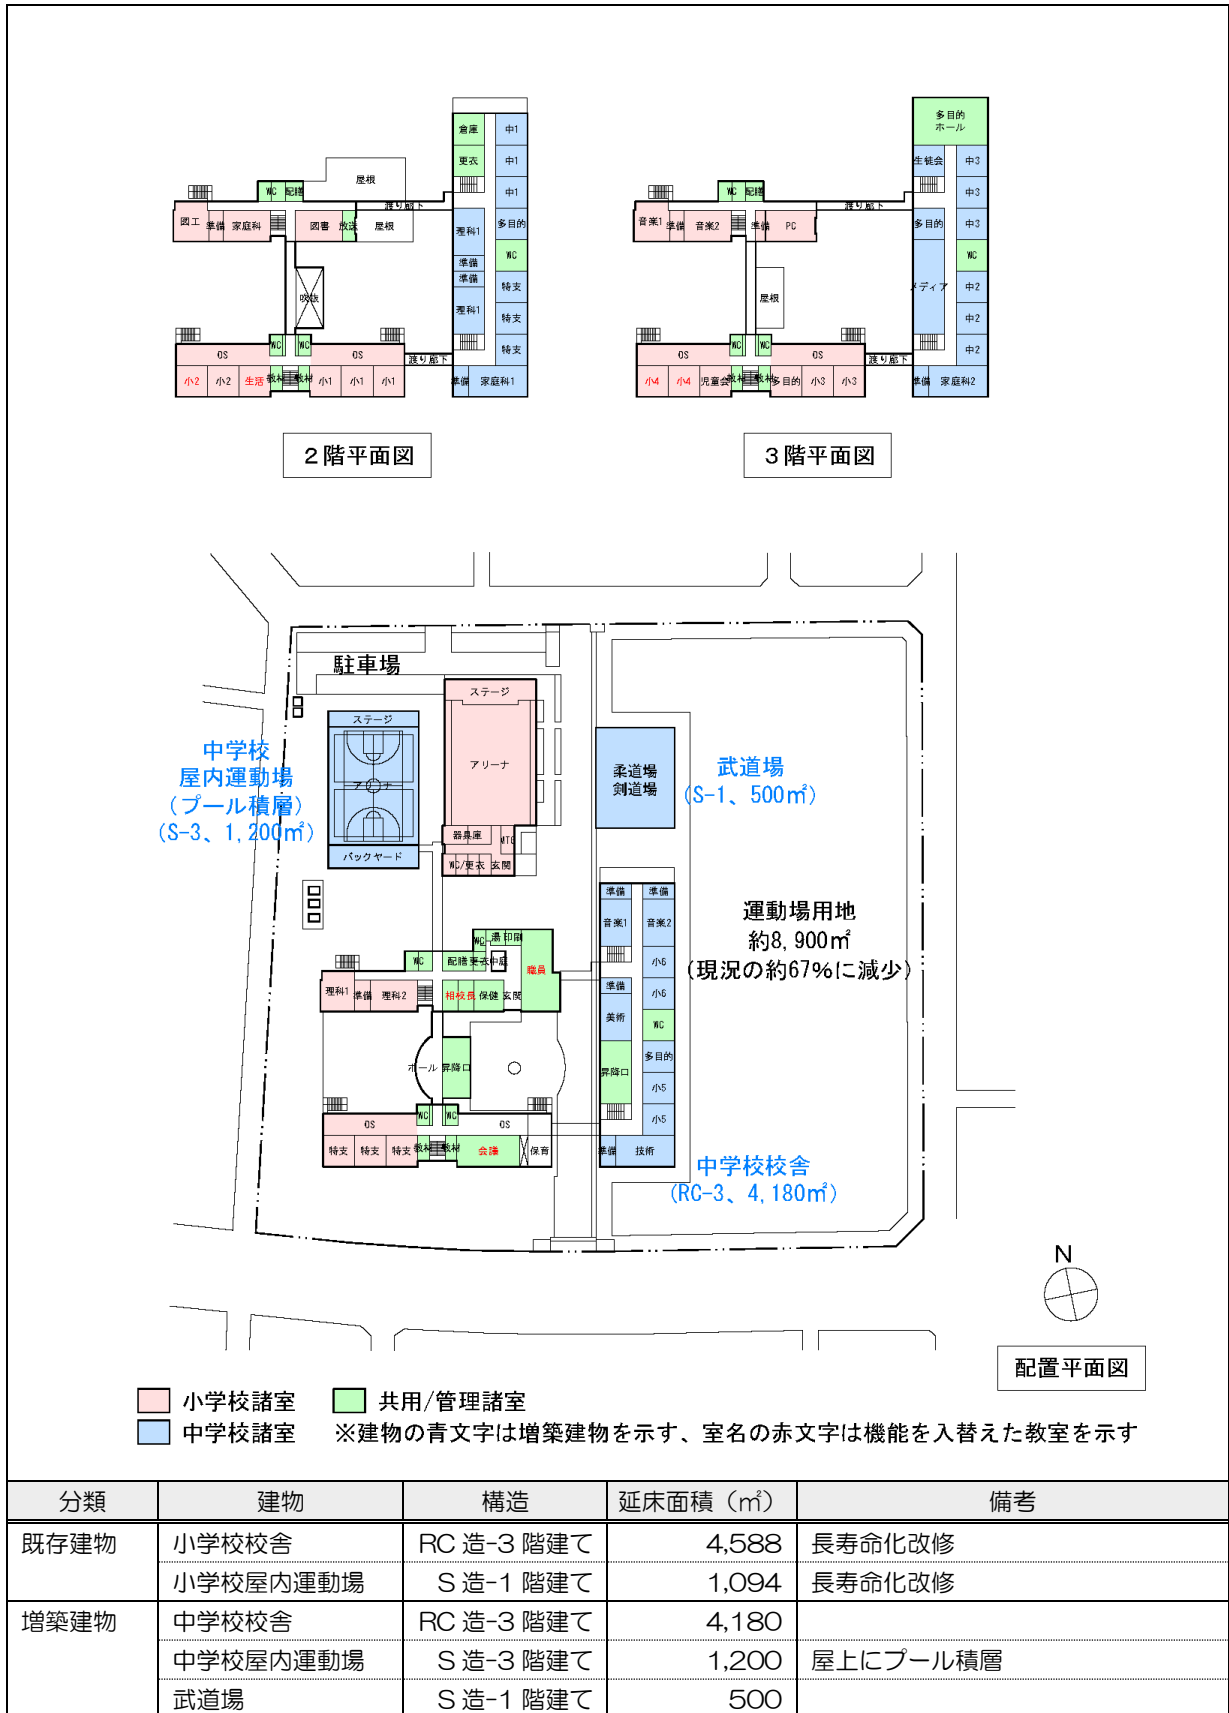 倉庫 中1
更衣 中1
中1
屋根
WC 配膳
渡り廊下
図工 準備 家庭科 図書 放送 屋根 理科1 多目的
準備 WC
準備
吹抜 特支
理科1 特支
WC WC
OS OS 渡り廊下 特支
小2 小2 生活 教材 教材 小1 小1 小1 準備 家庭科1
2階平面図
多目的
ホール
生徒会 中3
WC 配膳 中3
渡り廊下
音楽1 準備 音楽2 準備 PC 多目的 中3
WC
屋根 メディア 中2
中2
WC WC
OS OS 渡り廊下 中2
小4 小4 児童会 教材 教材 多目的 小3 小3 準備 家庭科2
3階平面図
駐車場
ステージ
ステージ
アリーナ
アリーナ
バックヤード
器具庫 MTG
WC/更衣 玄関
中学校
屋内運動場
(プール積層)
(S-3、1,200㎡)
柔道場
剣道場
武道場
(S-1、500㎡)
準備 準備
音楽1 音楽2
小6
準備 小6
美術 WC
多目的
昇降口 小5
小5
準備 技術
運動場用地
約8,900㎡
(現況の約67%に減少)
WC 湯 印刷
WC 配膳 更衣 中庭 職員
理科1 準備 理科2 相 校長 保健 玄関
ホール 昇降口
WC WC
OS OS
特支 特支 特支 教材 教材 会議 保育
中学校校舎
(RC-3、4,180㎡)
N
配置平面図
小学校諸室 共用/管理諸室
中学校諸室 ※建物の青文字は増築建物を示す、室名の赤文字は機能を入替えた教室を示す
分類 建物 構造 延床面積（㎡） 備考
既存建物 小学校校舎 RC造-3階建て 4,588 長寿命化改修
小学校屋内運動場 S造-1階建て 1,094 長寿命化改修
増築建物 中学校校舎 RC造-3階建て 4,180
中学校屋内運動場 S造-3階建て 1,200 屋上にプール積層
武道場 S造-1階建て 500